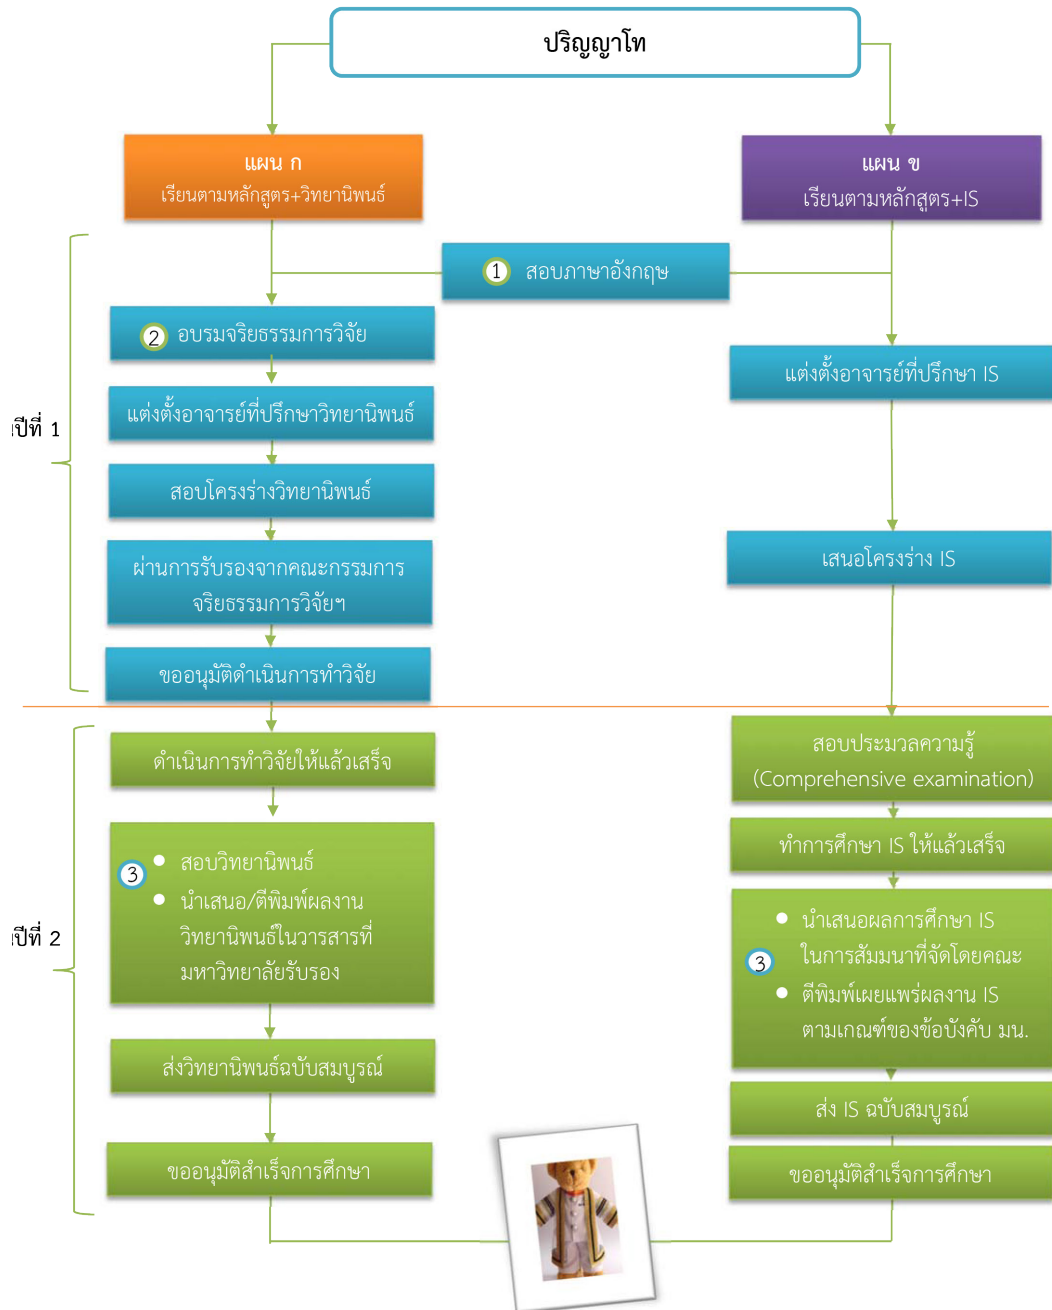 ปริญญาโท
แผน ก
เรียนตามหลักสูตร+วิทยานิพนธ์
แผน ข
เรียนตามหลักสูตร+IS
1 สอบภาษาอังกฤษ
2 อบรมจริยธรรมการวิจัย
แต่งตั้งอาจารย์ที่ปรึกษา IS
แต่งตั้งอาจารย์ที่ปรึกษาวิทยานิพนธ์
ปีที่ 1
สอบโครงร่างวิทยานิพนธ์
ผ่านการรับรองจากคณะกรรมการ
จริยธรรมการวิจัยฯ
เสนอโครงร่าง IS
ขออนุมัติดำเนินการทำวิจัย
ดำเนินการทำวิจัยให้แล้วเสร็จ
สอบประมวลความรู้
(Comprehensive examination)
ทำการศึกษา IS ให้แล้วเสร็จ
3
• สอบวิทยานิพนธ์
• นำเสนอ/ตีพิมพ์ผลงาน
วิทยานิพนธ์ในวารสารที่
มหาวิทยาลัยรับรอง
ปีที่ 2
3
• นำเสนอผลการศึกษา IS
ในการสัมมนาที่จัดโดยคณะ
• ตีพิมพ์เผยแพร่ผลงาน IS
ตามเกณฑ์ของข้อบังคับ มน.
ส่งวิทยานิพนธ์ฉบับสมบูรณ์
ส่ง IS ฉบับสมบูรณ์
ขออนุมัติสำเร็จการศึกษา
ขออนุมัติสำเร็จการศึกษา